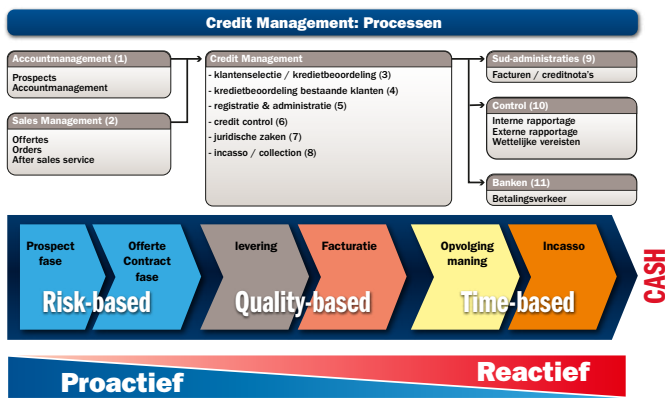 Credit Management: Processen
Accountmanagement (1)
Prospects
Accountmanagement
Sales Management (2)
Offertes
Orders
After sales service
Credit Management
- klantenselectie / kredietbeoordeling (3)
- kredietbeoordeling bestaande klanten (4)
- registratie & administratie (5)
- credit control (6)
- juridische zaken (7)
- incasso / collection (8)
Sud-administraties (9)
Facturen / creditnota's
Control (10)
Interne rapportage
Externe rapportage
Wettelijke vereisten
Banken (11)
Betalingsverkeer
Prospect
fase
Offerte
Contract
fase
Risk-based
levering
Facturatie
Quality-based
Opvolging
maning
Incasso
Time-based
CASH
Proactief
Reactief